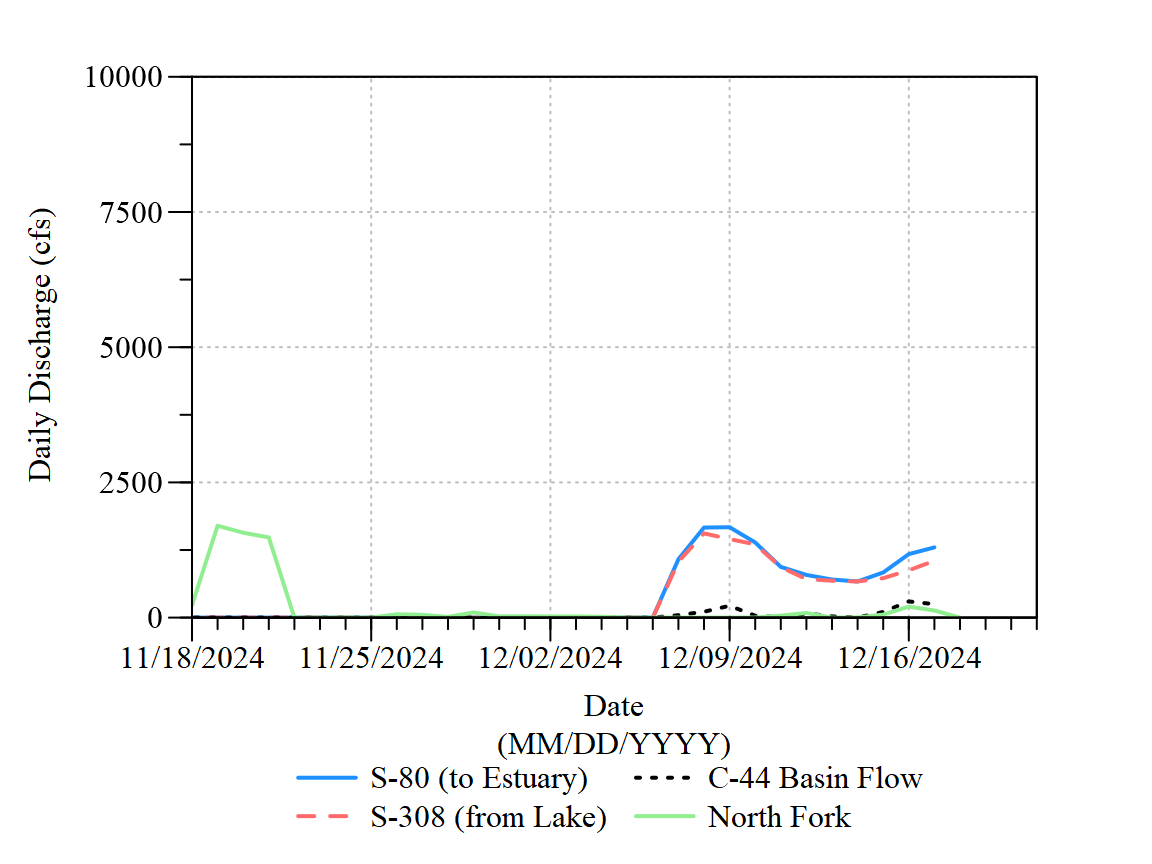 10000
7500
5000
2500
0
Daily Discharge (cfs)
11/18/2024 11/25/2024 12/02/2024 12/09/2024 12/16/2024
Date
(MM/DD/YYYY)
S-80 (to Estuary) C-44 Basin Flow
S-308 (from Lake) North Fork